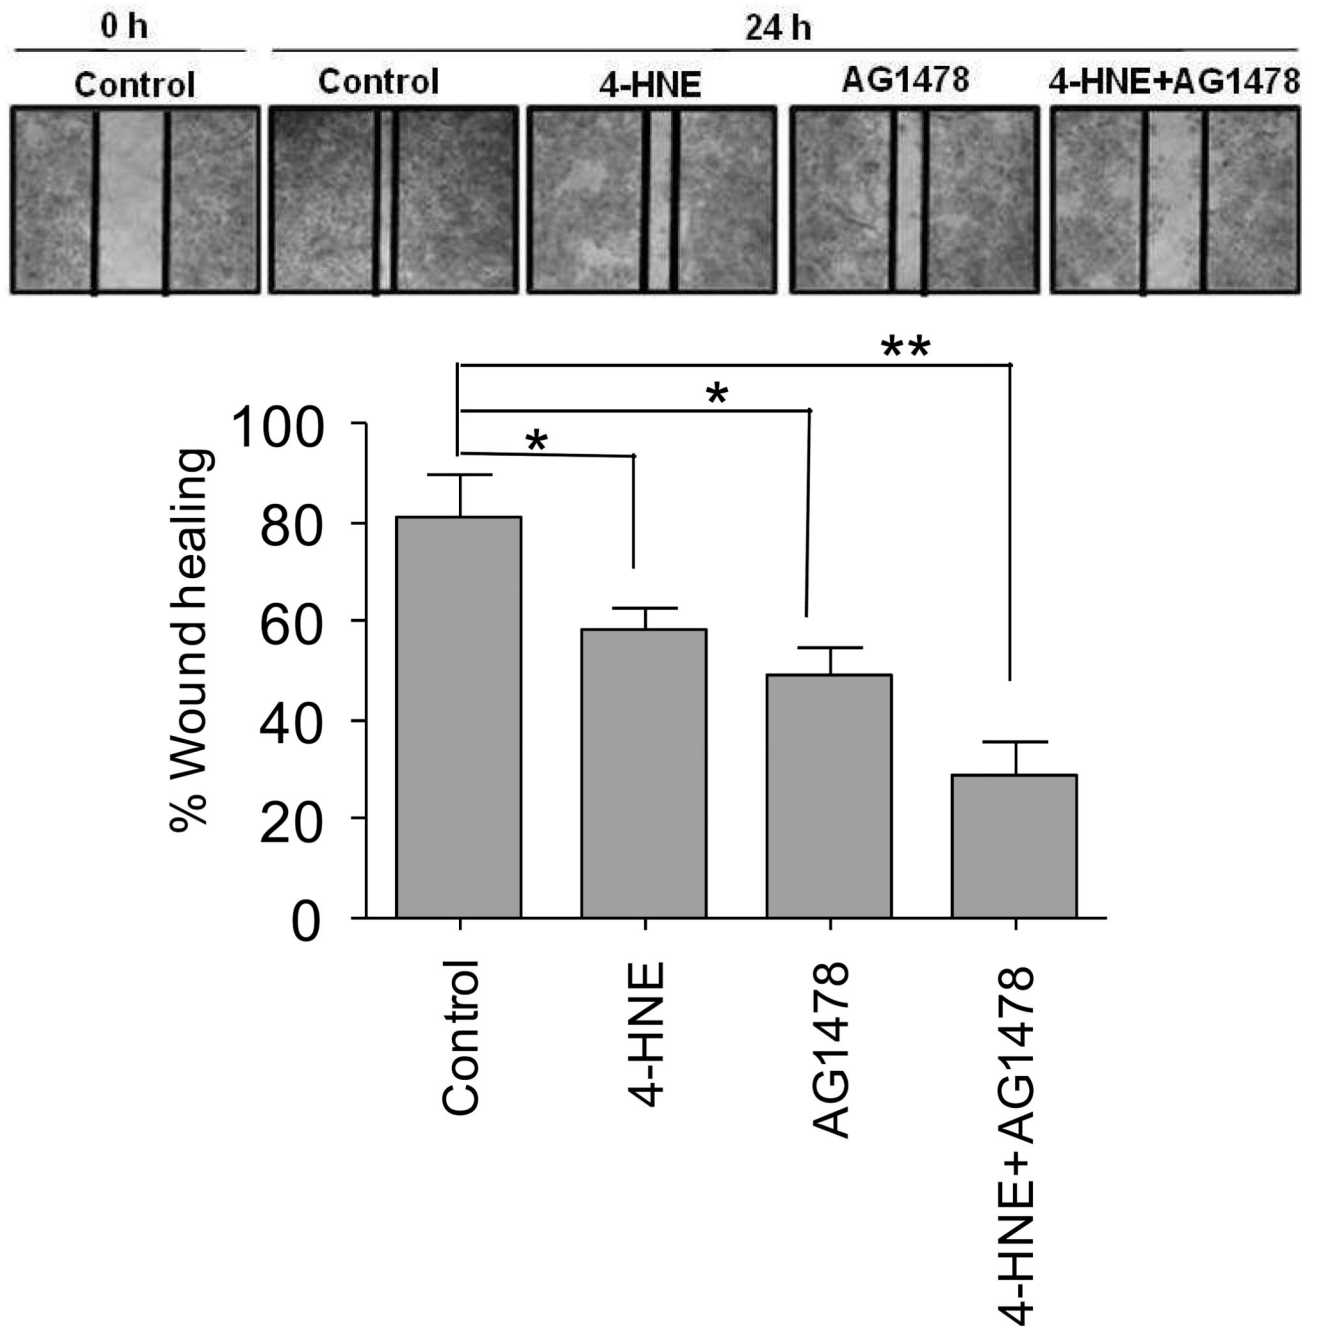 0 h
24 h
Control
Control
4-HNE
AG1478
4-HNE+AG1478
**
*
*
100
80
60
40
20
0
% Wound healing
Control
4-HNE
AG1478
4-HNE+AG1478